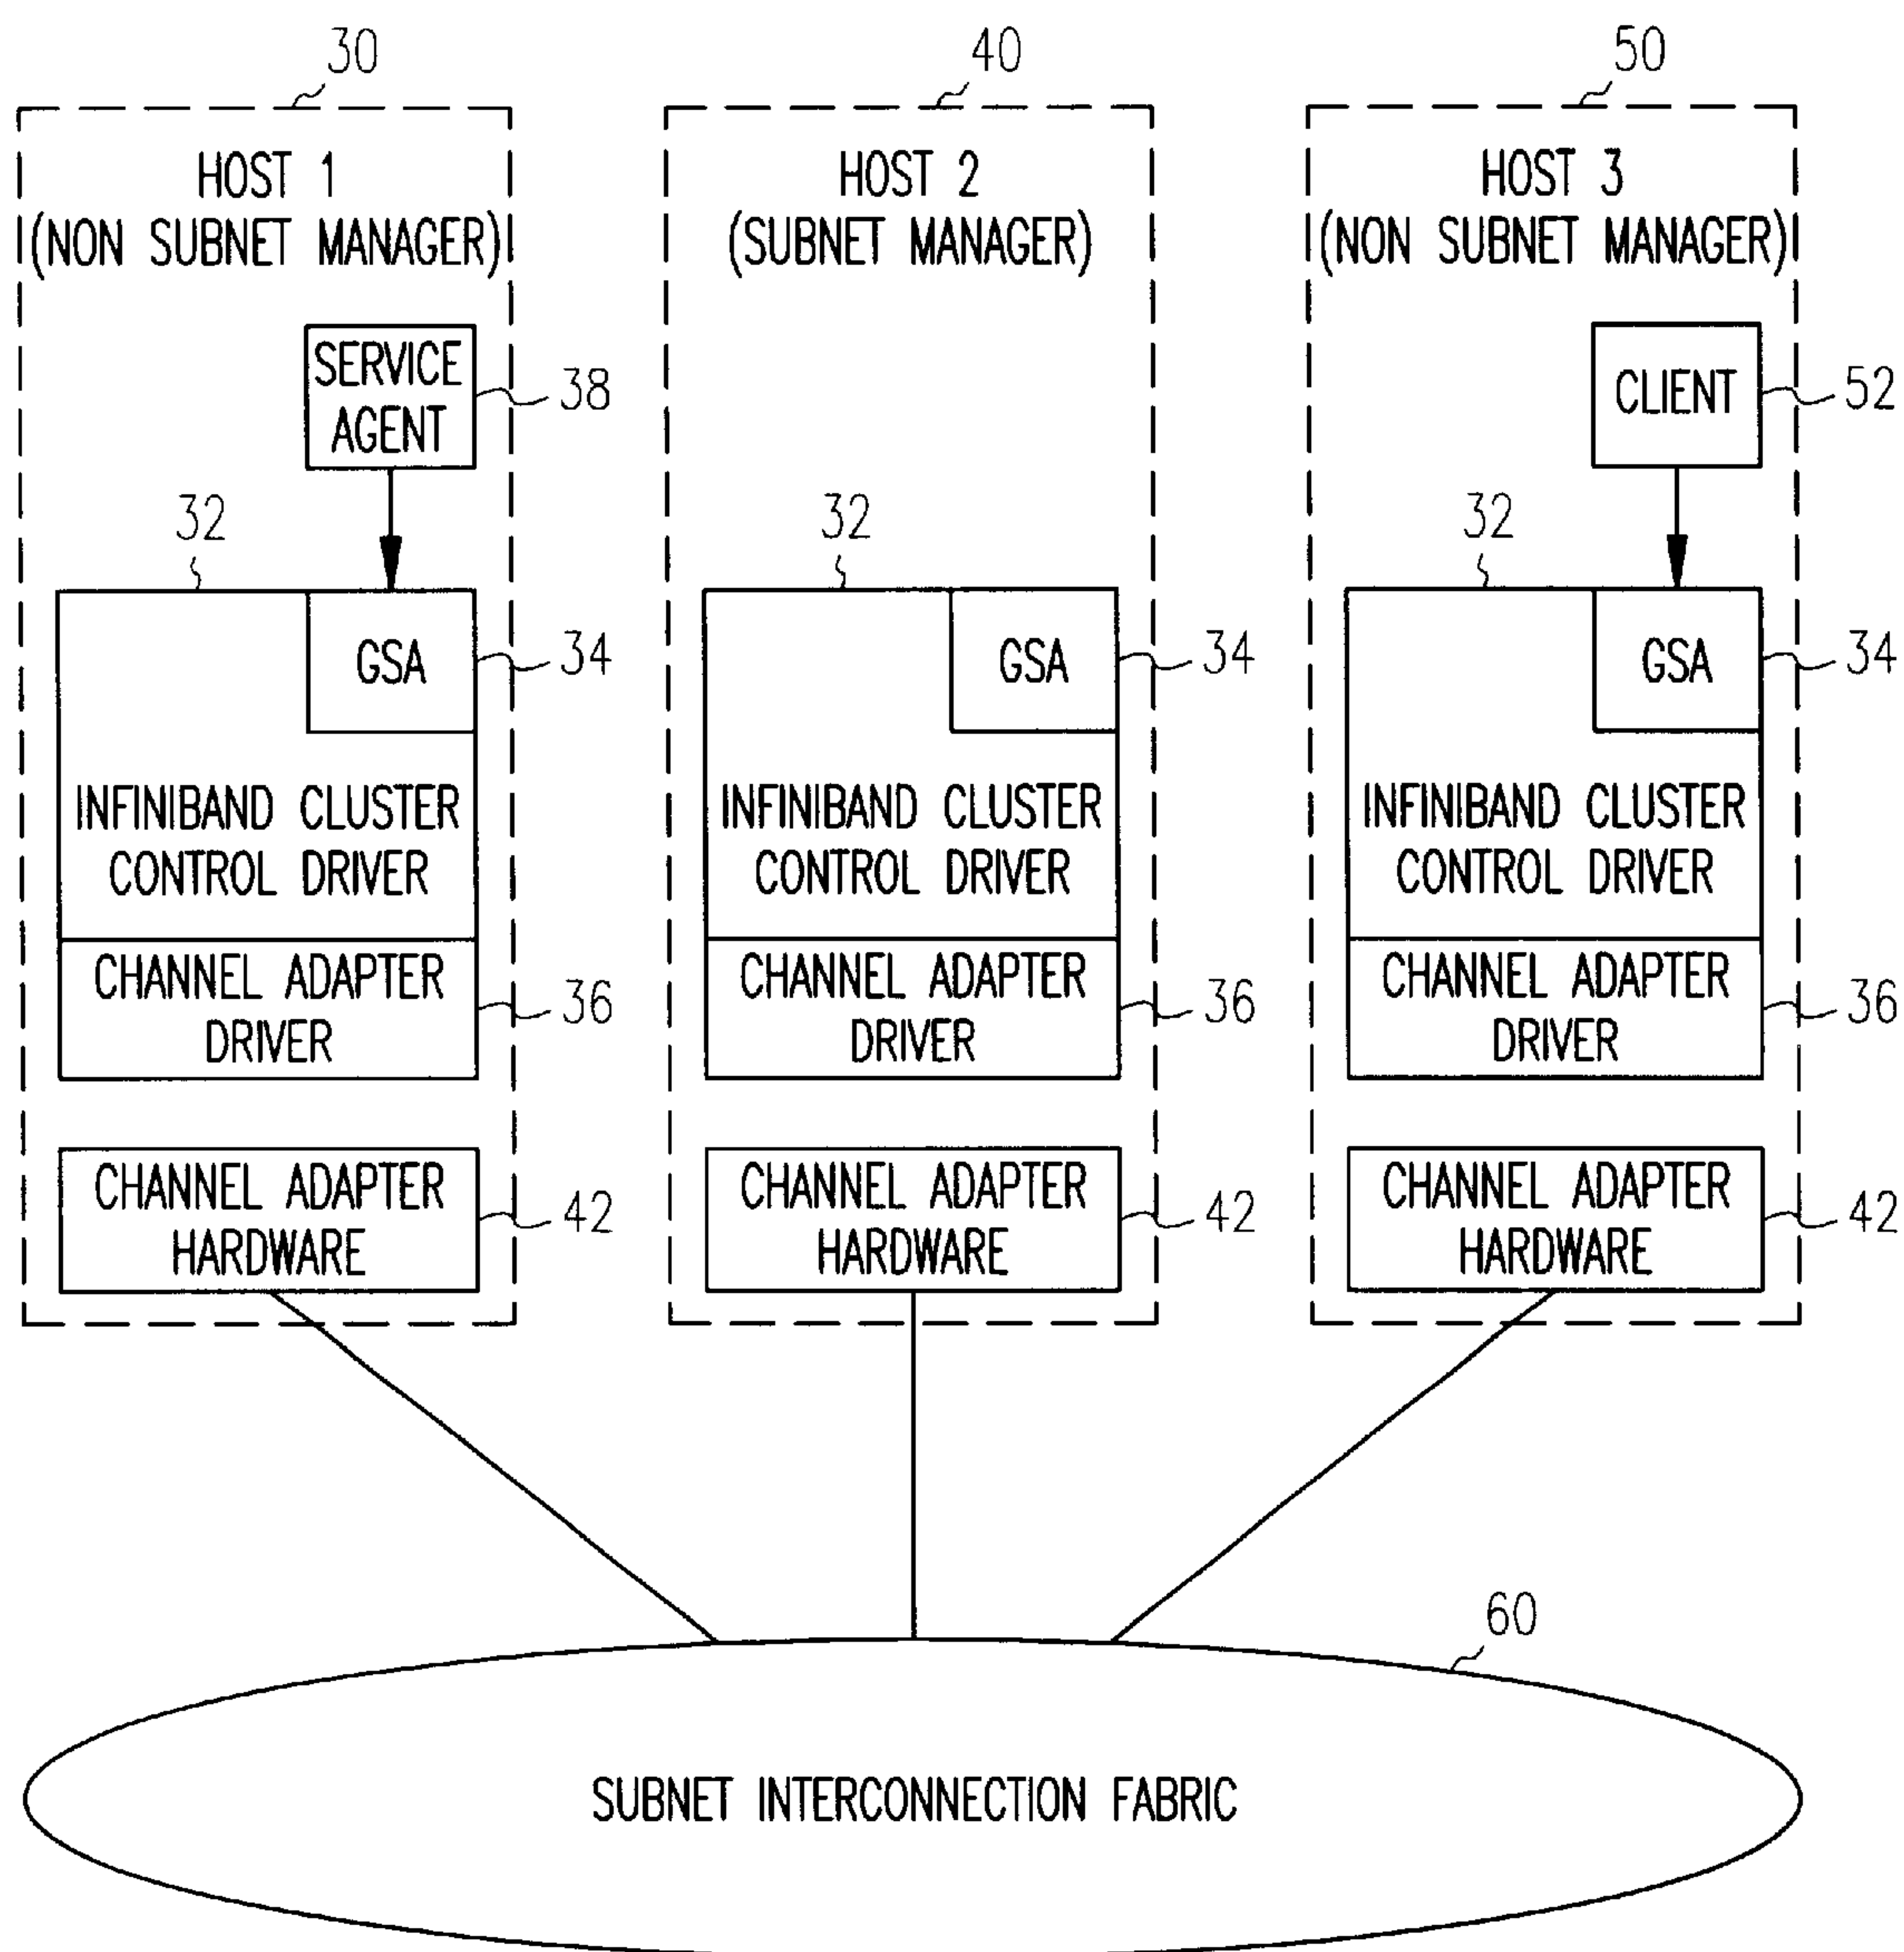 30
40
50
HOST 1
(NON SUBNET MANAGER)
HOST 2
(SUBNET MANAGER)
HOST 3
(NON SUBNET MANAGER)
SERVICE
AGENT
38
CLIENT
52
32
32
32
GSA
34
GSA
34
GSA
34
INFINIBAND CLUSTER
CONTROL DRIVER
INFINIBAND CLUSTER
CONTROL DRIVER
INFINIBAND CLUSTER
CONTROL DRIVER
CHANNEL ADAPTER
DRIVER
36
CHANNEL ADAPTER
DRIVER
36
CHANNEL ADAPTER
DRIVER
36
CHANNEL ADAPTER
HARDWARE
42
CHANNEL ADAPTER
HARDWARE
42
CHANNEL ADAPTER
HARDWARE
42
60
SUBNET INTERCONNECTION FABRIC